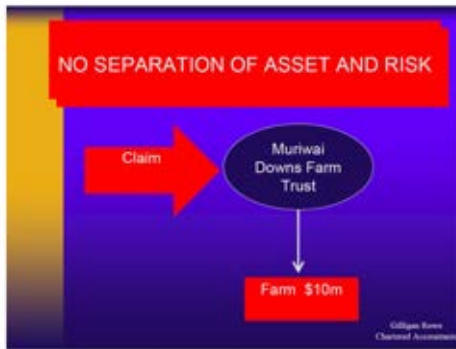 NO SEPARATION OF ASSET AND RISK
Claim
Muriwai
Downs Farm
Trust
Farm $10m
Gilligan Rowe
Chartered Accountants